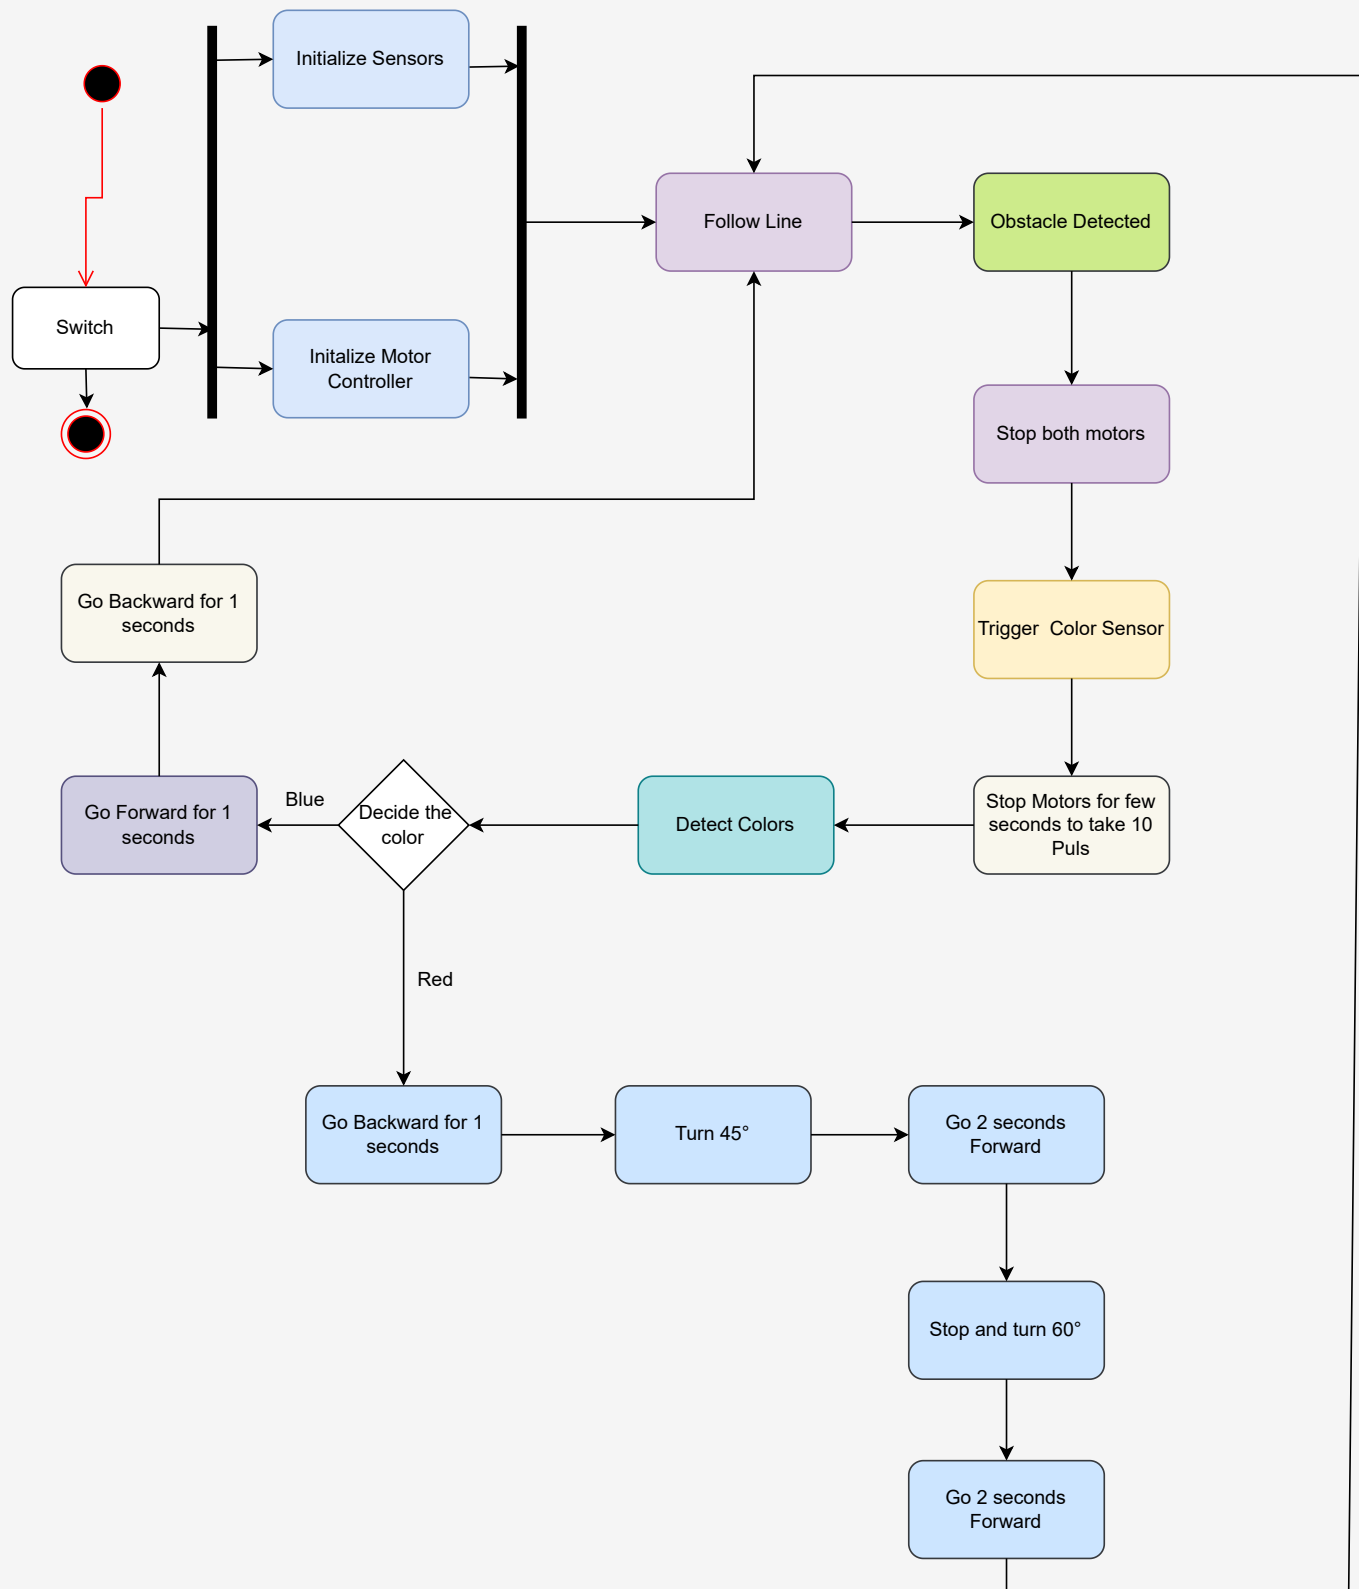 Initialize Sensors
Switch
Initalize Motor
Controller
Follow Line
Obstacle Detected
Stop both motors
Trigger  Color Sensor
Stop Motors for few
seconds to take 10
Puls
Detect Colors
Decide the
color
Blue
Go Forward for 1
seconds
Go Backward for 1
seconds
Red
Go Backward for 1
seconds
Turn 45°
Go 2 seconds
Forward
Stop and turn 60°
Go 2 seconds
Forward